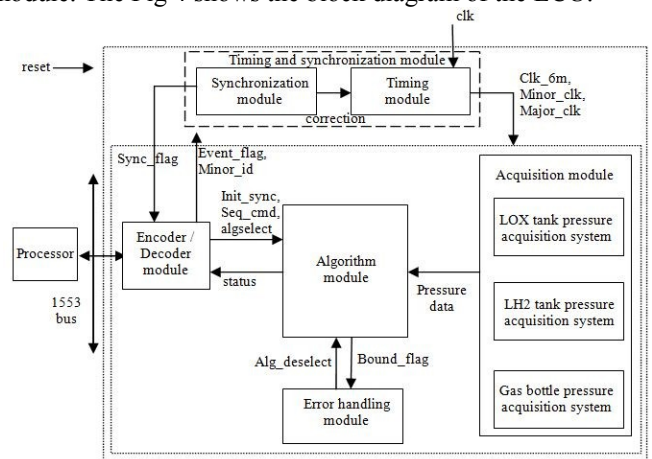 module. The Fig 4 shows the block diagram of the ECS.
clk
reset
Timing and synchronization module
Synchronization
module
Timing
module
correction
Clk_6m,
Minor_clk,
Major_clk
Sync_flag
Event_flag,
Minor_id
Init_sync,
Seq_cmd,
algselect
Acquisition module
LOX tank pressure
acquisition system
Processor
Encoder /
Decoder
module
Algorithm
module
status
Pressure
data
LH2 tank pressure
acquisition system
1553
bus
Alg_deselect
Bound_flag
Error handling
module
Gas bottle pressure
acquisition system